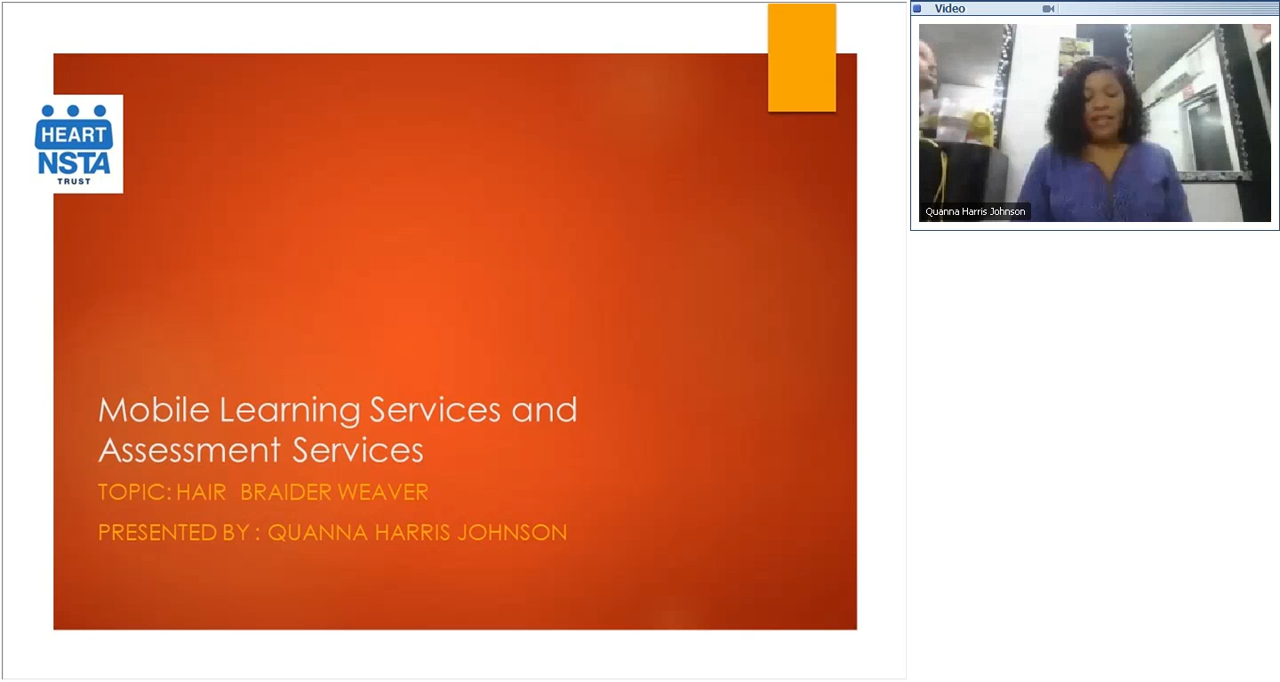 HEART
NSTA
TRUST
Mobile Learning Services and
Assessment Services
TOPIC: HAIR BRAIDER WEAVER
PRESENTED BY : QUANNA HARRIS JOHNSON
Video
Quanna Harris Johnson